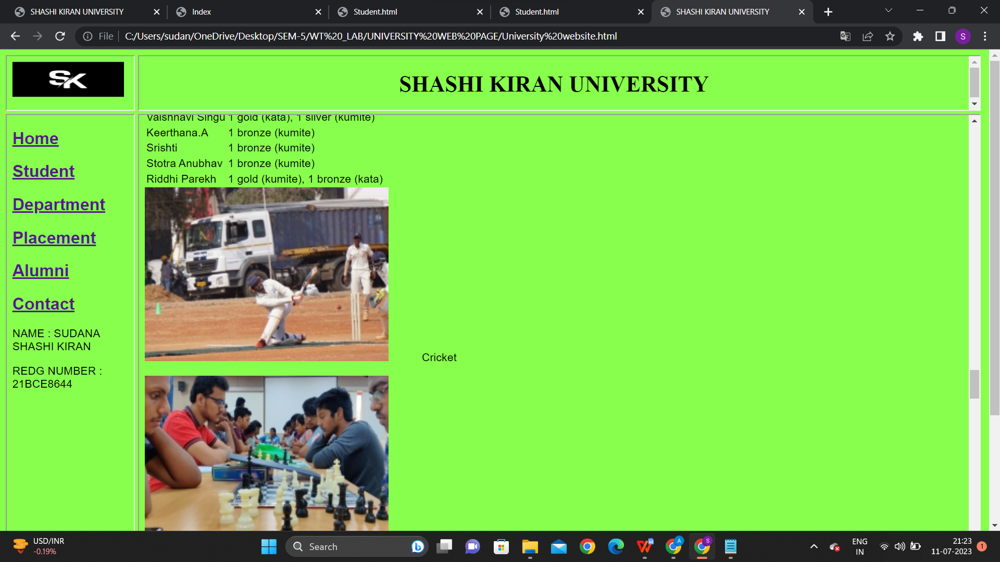 SHASHI KIRAN UNIVERSITY
Index
Student.html
Student.html
SHASHI KIRAN UNIVERSITY
File
C:/Users/sudan/OneDrive/Desktop/SEM-5/WT%20_LAB/UNIVERSITY%20WEB%20PAGE/University%20website.html
S
SK
SHASHI KIRAN UNIVERSITY
Home
Student
Department
Placement
Alumni
Contact
NAME : SUDANA
SHASHI KIRAN
REDG NUMBER :
21BCE8644
Vaishnavi Singu 1 gold (kata), 1 silver (kumite)
Keerthana.A 1 bronze (kumite)
Srishti 1 bronze (kumite)
Stotra Anubhav 1 bronze (kumite)
Riddhi Parekh 1 gold (kumite), 1 bronze (kata)
Cricket
USD/INR
-0.19%
Search
A
S
ENG
IN
21:23
11-07-2023
1